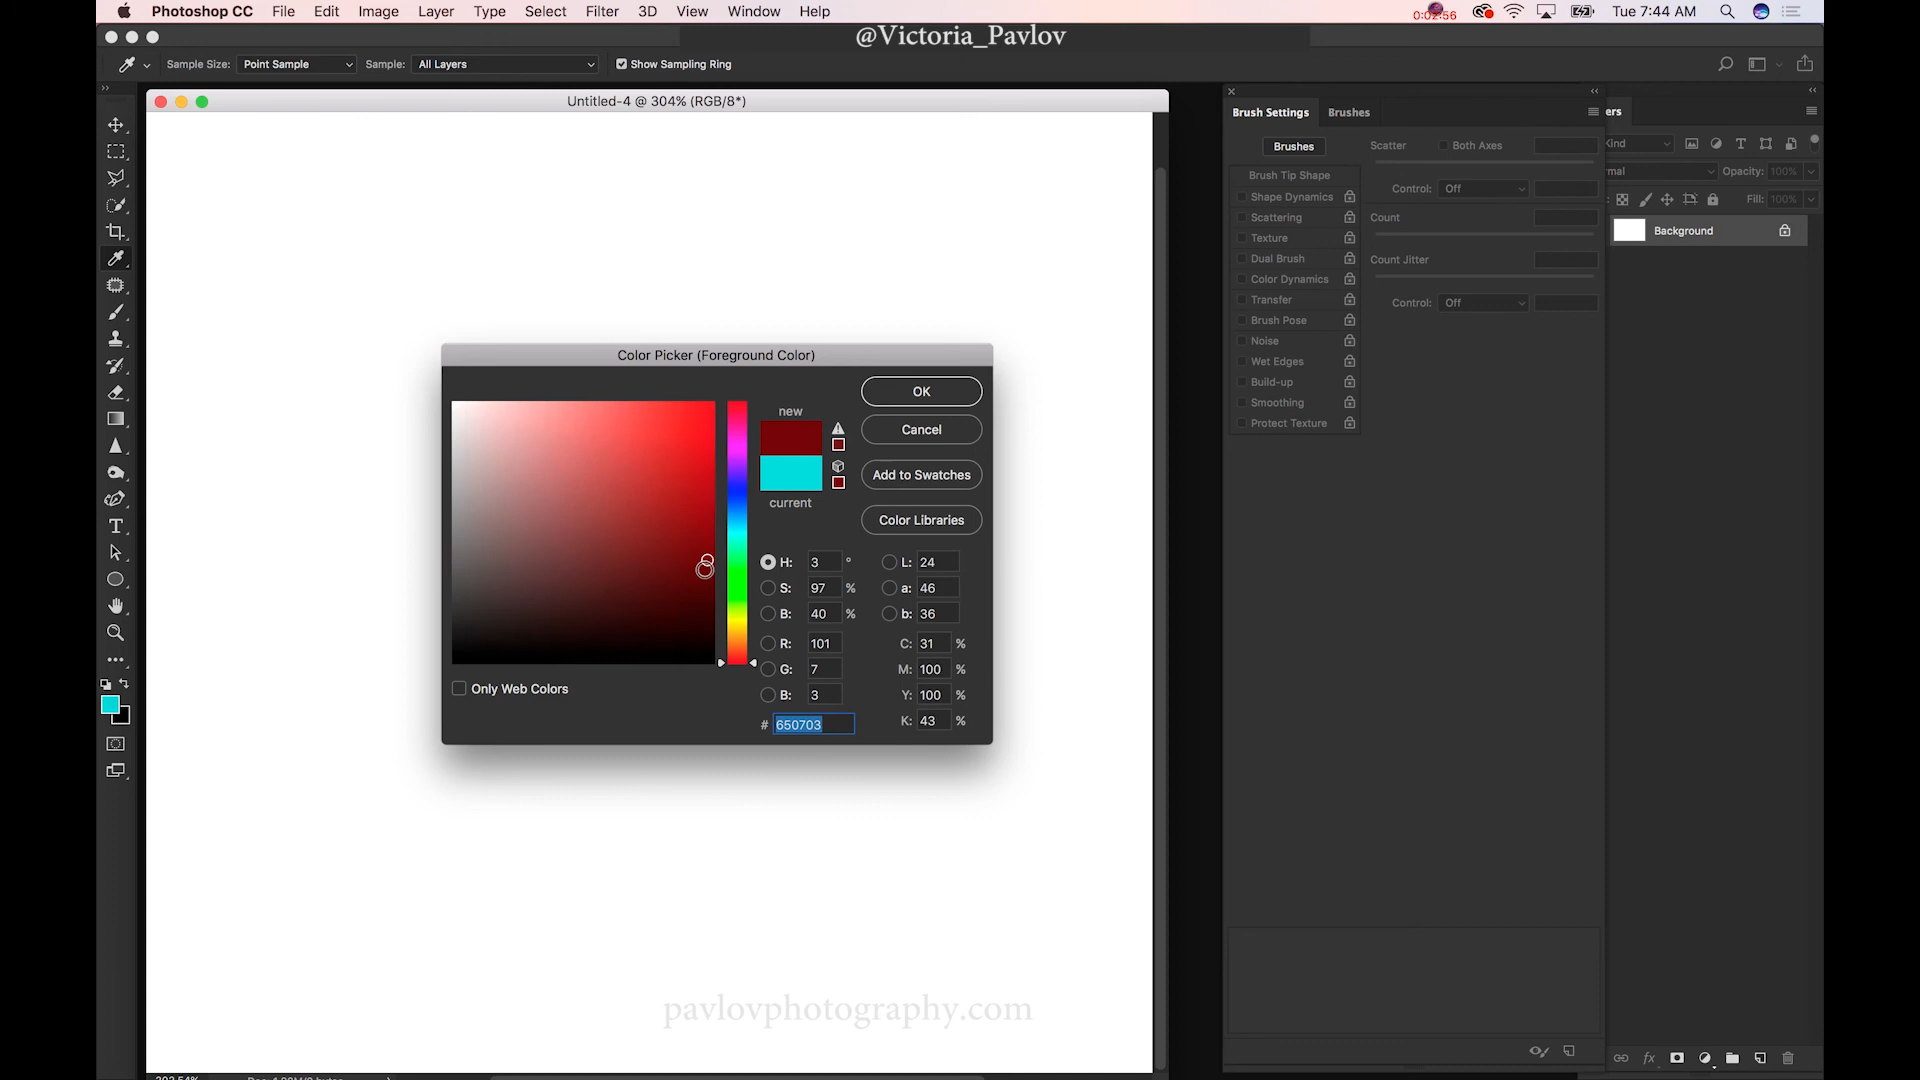 Photoshop CC File Edit Image Layer Type Select Filter 3D View Window Help 0:02:56 Tue 7:44 AM
@Victoria_Pavlov
Sample Size: Point Sample Sample: All Layers Show Sampling Ring
Untitled-4 @ 304% (RGB/8*)
Brush Settings Brushes
ers
Brushes
Scatter Both Axes
Kind
Brush Tip Shape
mal Opacity: 100%
Shape Dynamics
Control: Off
Fill: 100%
Scattering
Count
Background
Texture
Dual Brush
Count Jitter
Color Dynamics
Transfer
Control: Off
Brush Pose
Noise
Wet Edges
Build-up
Smoothing
Protect Texture
Color Picker (Foreground Color)
new
current
OK
Cancel
Add to Swatches
Color Libraries
H: 3 ° L: 24
S: 97 % a: 46
B: 40 % b: 36
R: 101 C: 31 %
G: 7 M: 100 %
B: 3 Y: 100 %
# 650703 K: 43 %
Only Web Colors
T
pavlovphotography.com
fx